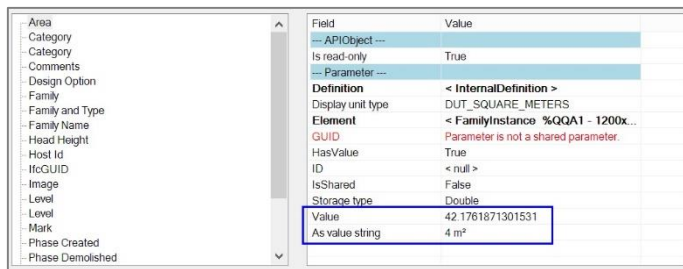 Area
Category
Category
Comments
Design Option
Family
Family and Type
Family Name
Head Height
Host Id
IfcGUID
Image
Level
Level
Mark
Phase Created
Phase Demolished
Field Value
--- APIObject ---
Is read-only True
--- Parameter ---
Definition < InternalDefinition >
Display unit type DUT_SQUARE_METERS
Element < FamilyInstance %QQA1 - 1200x...
GUID Parameter is not a shared parameter.
HasValue True
ID < null >
IsShared False
Storage type Double
Value 42.1761871301531
As value string 4 m²